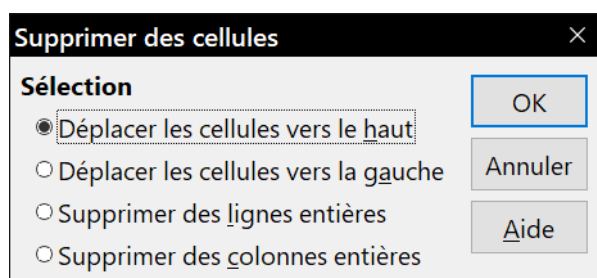 Supprimer des cellules
Sélection
Déplacer les cellules vers le haut
Déplacer les cellules vers la gauche
Supprimer des lignes entières
Supprimer des colonnes entières
OK
Annuler
Aide